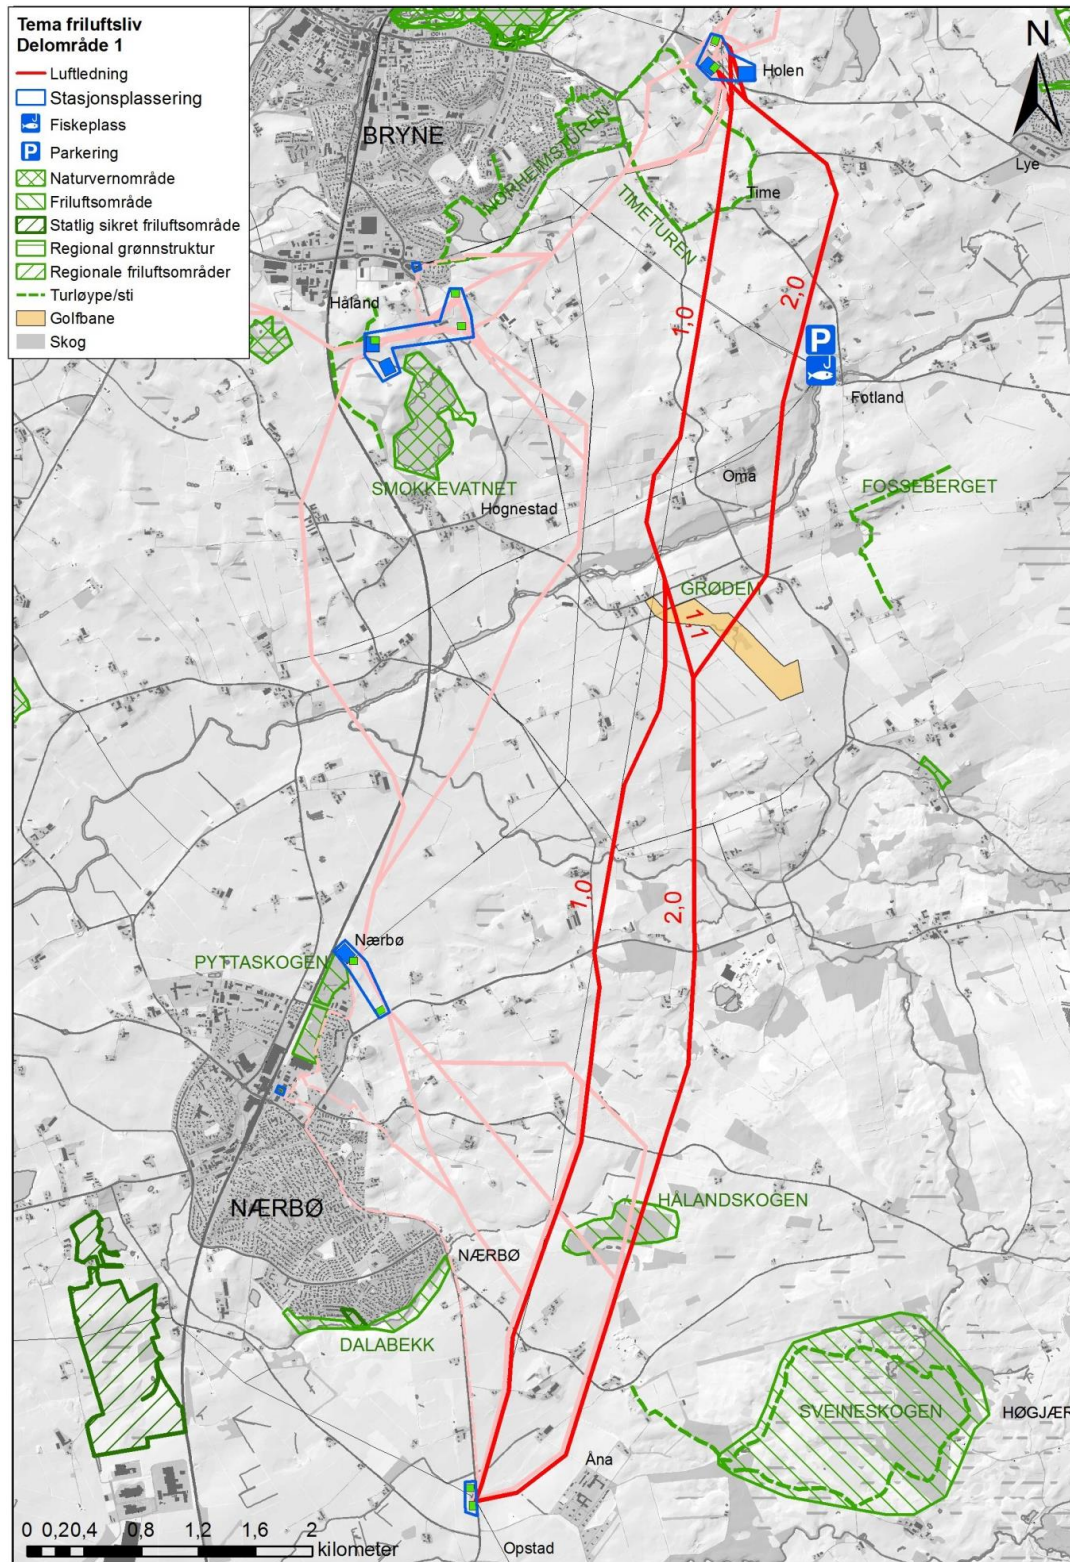 Tema friluftsliv
Delområde 1
Luftledning
Stasjonsplassering
Fiskeplass
P Parkering
Naturvernområde
Friluftsområde
Statlig sikret friluftsområde
Regional grønnstruktur
Regionale friluftsområder
Turløype/sti
Golfbane
Skog
N
Holen
BRYNE
Lye
NORHEIMSTUREN
Time
TIMETUREN
Håland
1,0
2,0
P
Fotland
Oma
FOSSEBERGET
SMOKKEVATNET
Hognestad
GRØDEM
1,1
1,0
2,0
Nærbø
PYTTASKOGEN
HÅLANDSKOGEN
NÆRBØ
NÆRBØ
DALABEKK
SVEINESKOGEN
HØGJÆR
Åna
0 0,20,4 0,8 1,2 1,6 2
kilometer
Opstad